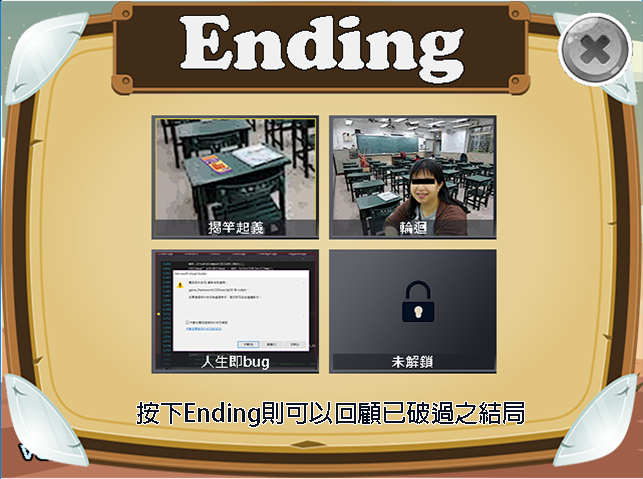 Ending
揭竿起義
輪迴
人生即bug
未解鎖
按下Ending則可以回顧已破過之結局